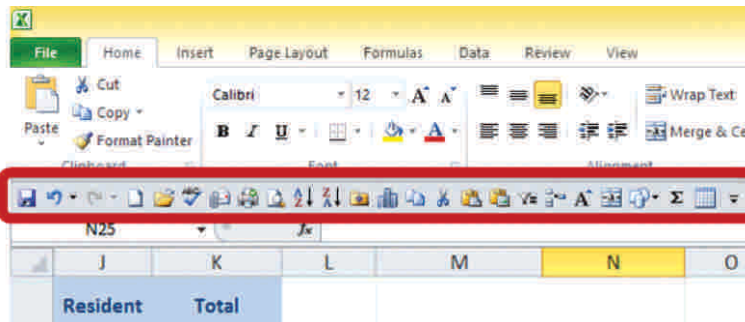 File Home Insert Page Layout Formulas Data Review View
Cut
Copy
Paste
Format Painter
Calibri 12 A A
Wrap Text
B I U A
Merge & Ce
Clipboard Font Alignment
N25 fx
J K L M N O
Resident Total